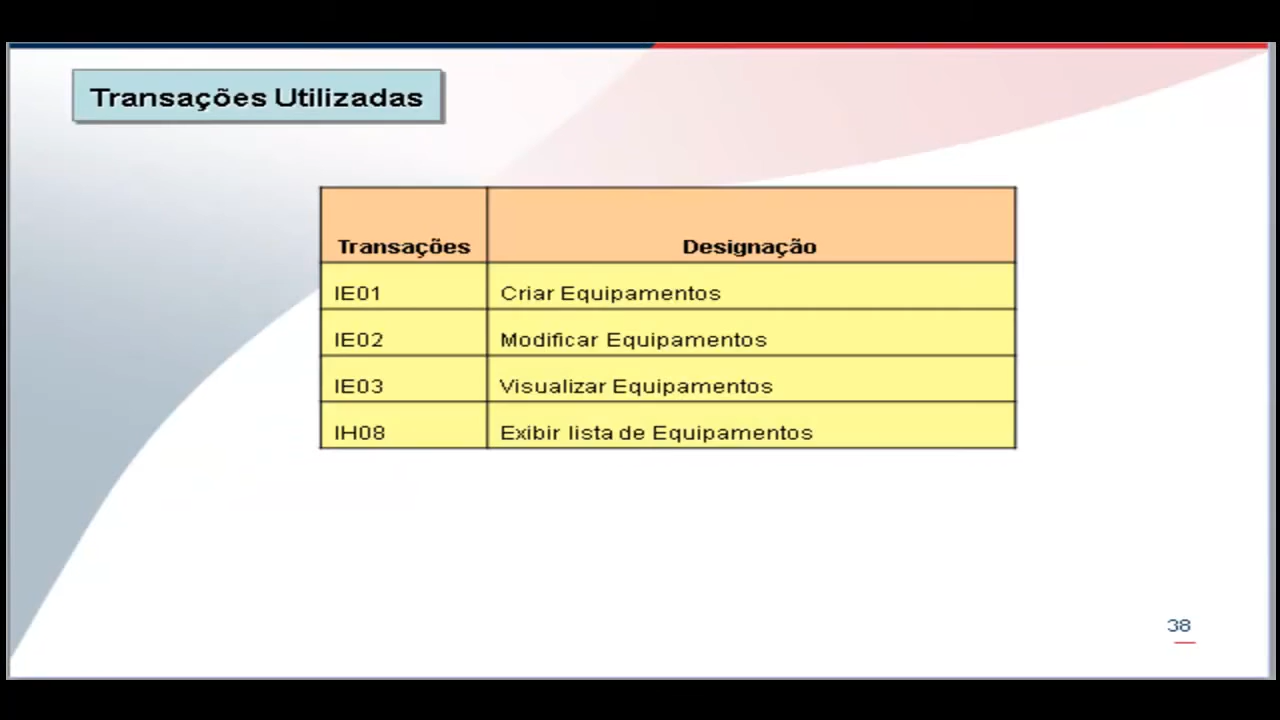 Transações Utilizadas
Transações Designação
IE01 Criar Equipamentos
IE02 Modificar Equipamentos
IE03 Visualizar Equipamentos
IH08 Exibir lista de Equipamentos
38